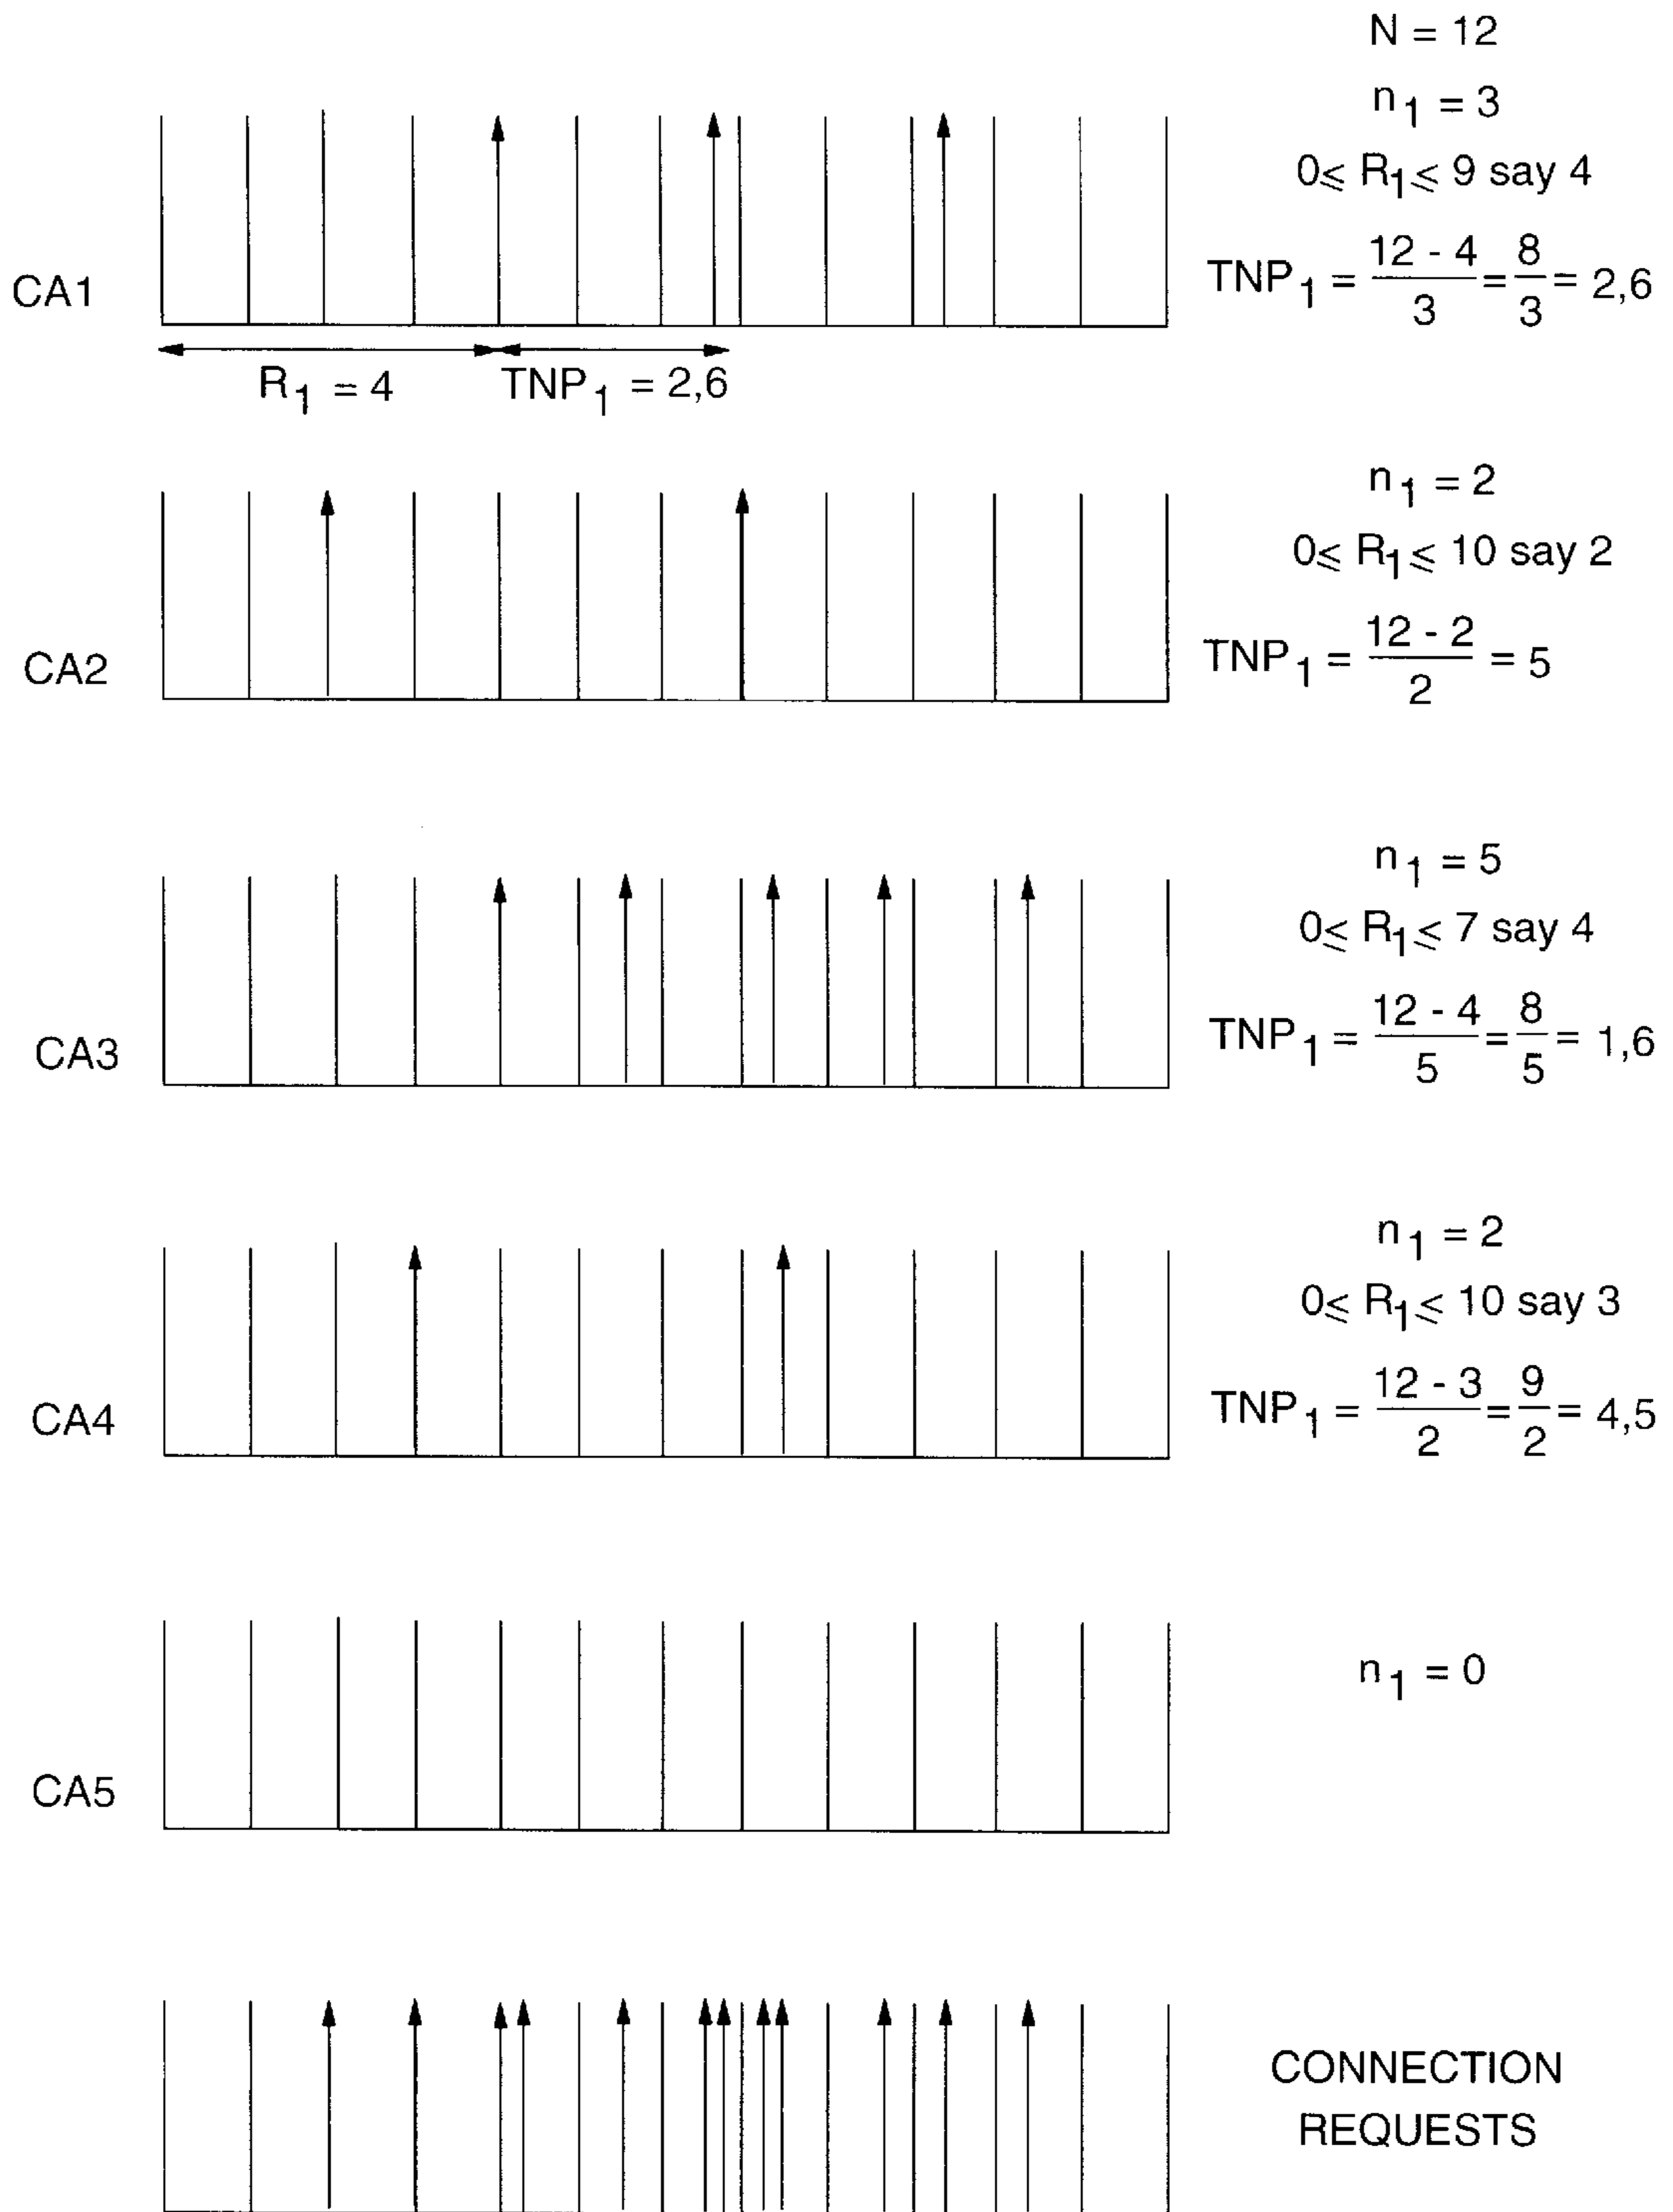 N = 12
n1 = 3
0≤ R1≤ 9 say 4
CA1
TNP1 = 12 - 4 / 3 = 8 / 3 = 2,6
R1 = 4
TNP1 = 2,6
n1 = 2
0≤ R1≤ 10 say 2
CA2
TNP1 = 12 - 2 / 2 = 5
n1 = 5
0≤ R1≤ 7 say 4
CA3
TNP1 = 12 - 4 / 5 = 8 / 5 = 1,6
n1 = 2
0≤ R1≤ 10 say 3
CA4
TNP1 = 12 - 3 / 2 = 9 / 2 = 4,5
n1 = 0
CA5
CONNECTION
REQUESTS